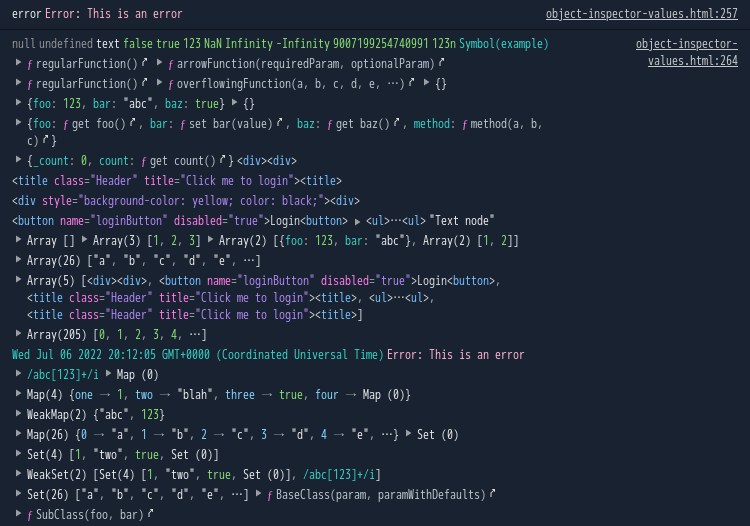 error Error: This is an error object-inspector-values.html:257
null undefined text false true 123 NaN Infinity -Infinity 9007199254740991 123n Symbol(example) object-inspector-
values.html:264
▶ ƒ regularFunction() ▶ ƒ arrowFunction(requiredParam, optionalParam)
▶ ƒ regularFunction() ▶ ƒ overflowingFunction(a, b, c, d, e, …) ▶ {}
▶ {foo: 123, bar: "abc", baz: true} ▶ {}
▶ {foo: ƒ get foo(), bar: ƒ set bar(value), baz: ƒ get baz(), method: ƒ method(a, b,
c)}
▶ {_count: 0, count: ƒ get count()} <div><div>
<title class="Header" title="Click me to login"><title>
<div style="background-color: yellow; color: black;"><div>
<button name="loginButton" disabled="true">Login<button> ▶ <ul>…<ul> "Text node"
▶ Array [] ▶ Array(3) [1, 2, 3] ▶ Array(2) [{foo: 123, bar: "abc"}, Array(2) [1, 2]]
▶ Array(26) ["a", "b", "c", "d", "e", …]
▶ Array(5) [<div><div>, <button name="loginButton" disabled="true">Login<button>,
<title class="Header" title="Click me to login"><title>, <ul>…<ul>,
<title class="Header" title="Click me to login"><title>]
▶ Array(205) [0, 1, 2, 3, 4, …]
Wed Jul 06 2022 20:12:05 GMT+0000 (Coordinated Universal Time) Error: This is an error
▶ /abc[123]+/i ▶ Map (0)
▶ Map(4) {one → 1, two → "blah", three → true, four → Map (0)}
▶ WeakMap(2) {"abc", 123}
▶ Map(26) {0 → "a", 1 → "b", 2 → "c", 3 → "d", 4 → "e", …} ▶ Set (0)
▶ Set(4) [1, "two", true, Set (0)]
▶ WeakSet(2) [Set(4) [1, "two", true, Set (0)], /abc[123]+/i]
▶ Set(26) ["a", "b", "c", "d", "e", …] ▶ ƒ BaseClass(param, paramWithDefaults)
▶ ƒ SubClass(foo, bar)